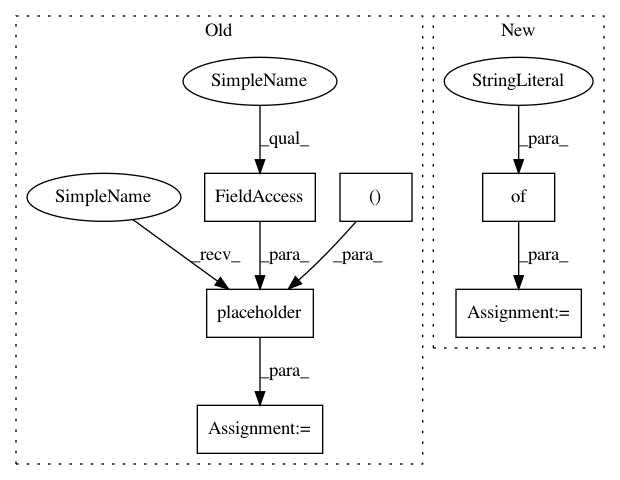 Old
New
SimpleName
StringLiteral
_qual_
_para_
SimpleName
FieldAccess
()
of
_recv_
_para_
_para_
_para_
placeholder
Assignment:=
_para_
Assignment:=